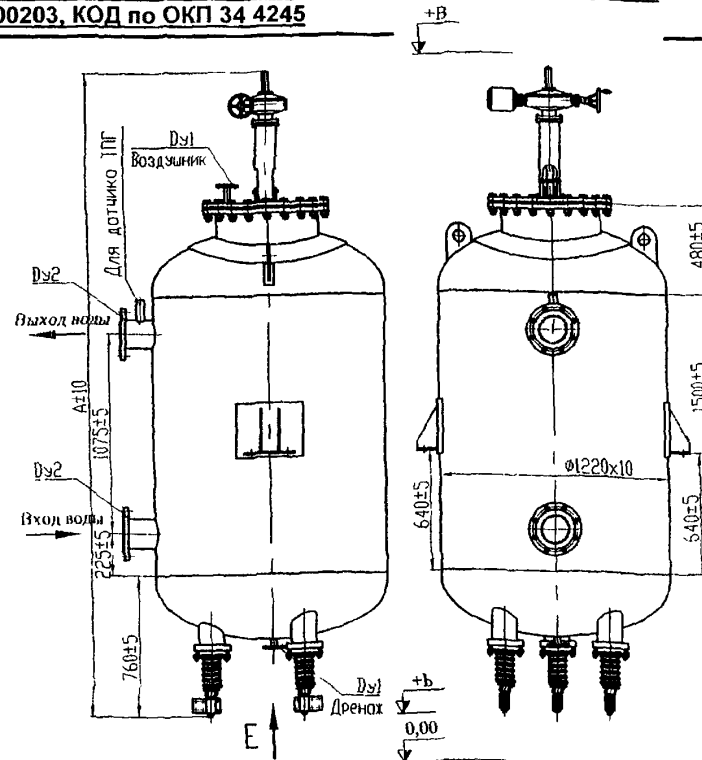 00203, КОД по ОКП 34 4245
+В
Dy1
Воздушник
Для датчика ТПГ
Dy2
Выход воды
А±10
1075±5
Dy2
Вход воды
225±5
760±5
Е
Dy1
Дренаж
480±5
1500±5
ø1220х10
640±5
640±5
+Ь
0,00